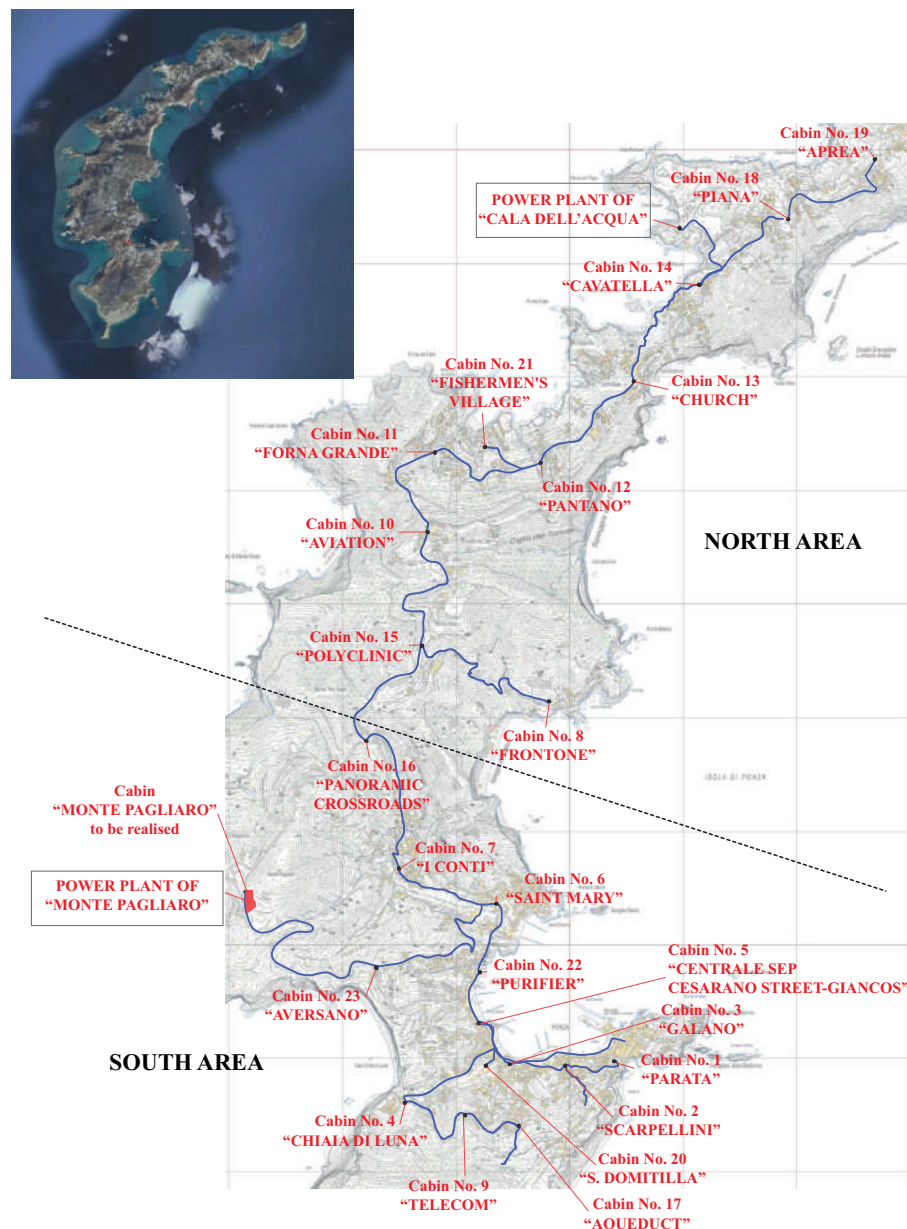 Cabin No. 19
“APREA”
Cabin No. 18
“PIANA”
POWER PLANT OF
“CALA DELL’ACQUA”
Cabin No. 14
“CAVATELLA”
Cabin No. 21
“FISHERMEN'S
VILLAGE”
Cabin No. 13
“CHURCH”
Cabin No. 11
“FORNA GRANDE”
Cabin No. 12
“PANTANO”
Cabin No. 10
“AVIATION”
NORTH AREA
Cabin No. 15
“POLYCLINIC”
Cabin No. 8
“FRONTONE”
Cabin No. 16
“PANORAMIC
CROSSROADS”
ISOLA DI PONZA
Cabin
“MONTE PAGLIARO”
to be realised
Cabin No. 7
“I CONTI”
POWER PLANT OF
“MONTE PAGLIARO”
Cabin No. 6
“SAINT MARY”
Cabin No. 5
“CENTRALE SEP
CESARANO STREET-GIANCOS”
Cabin No. 22
“PURIFIER”
Cabin No. 23
“AVERSANO”
Cabin No. 3
“GALANO”
PONZA
SOUTH AREA
Cabin No. 1
“PARATA”
Cabin No. 2
“SCARPELLINI”
Cabin No. 4
“CHIAIA DI LUNA”
Cabin No. 20
“S. DOMITILLA”
Cabin No. 9
“TELECOM”
Cabin No. 17
“AQUEDUCT”